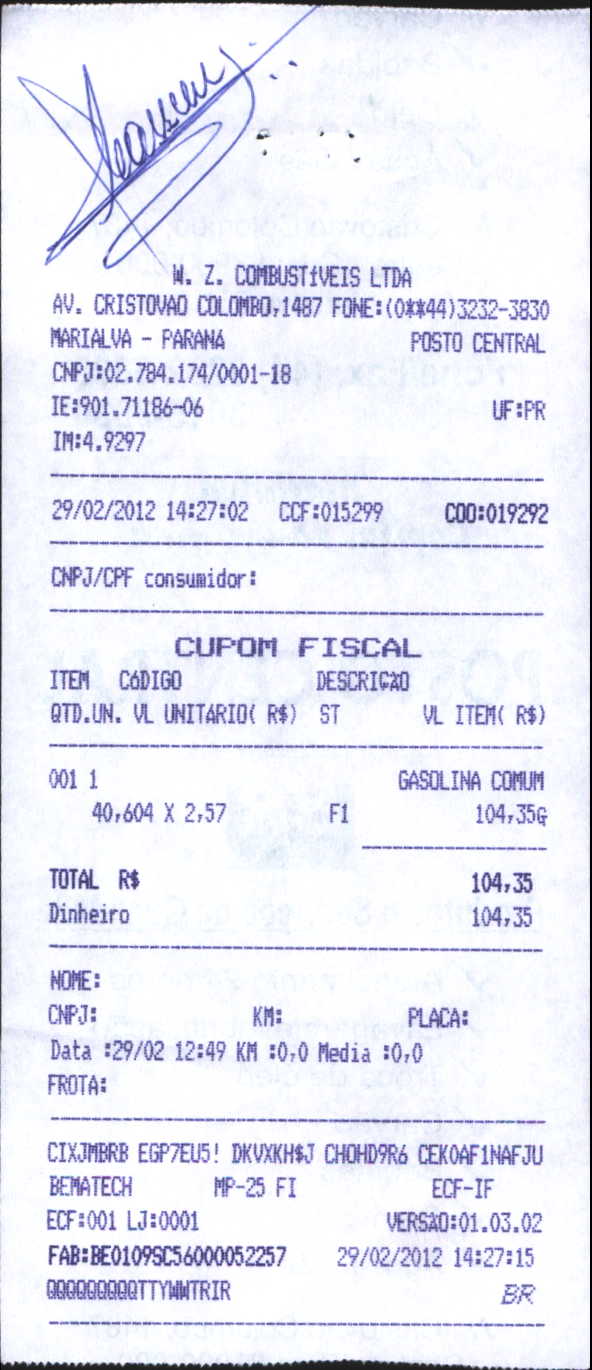 W. Z. COMBUSTíVEIS LTDA
AV. CRISTOVAO COLOMBO,1487 FONE:(0**44)3232-3830
MARIALVA - PARANá POSTO CENTRAL
CNPJ:02.784.174/0001-18
IE:901.71186-06 UF:PR
IM:4.9297
29/02/2012 14:27:02 CCF:015299 COO:019292
CNPJ/CPF consumidor:
CUPOM FISCAL
ITEM CóDIGO DESCRIÇãO
QTD.UN. VL UNITáRIO( R$) ST VL ITEM( R$)
001 1 GASOLINA COMUM
40,604 X 2,57 F1 104,35G
TOTAL R$ 104,35
Dinheiro 104,35
NOME:
CNPJ: KM: PLACA:
Data :29/02 12:49 KM :0,0 Media :0,0
FROTA:
CIXJMBRB EGP7EU5! DKVXKH$J CHOHD9R6 CEKOAF1NAFJU
BEMATECH MP-25 FI ECF-IF
ECF:001 LJ:0001 VERSãO:01.03.02
FAB:BE0109SC56000052257 29/02/2012 14:27:15
QQQQQQQQQTTYWWTRIR BR